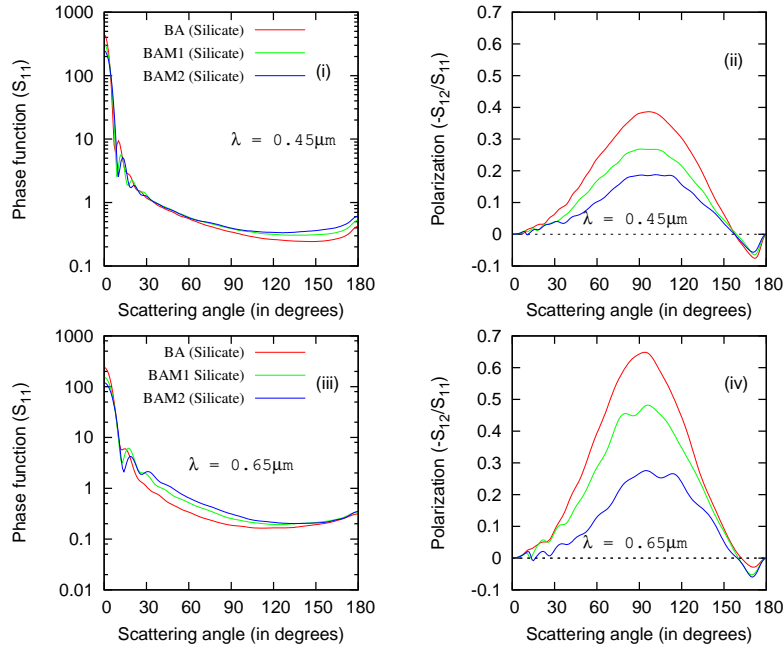 Phase function (S11)
1000
100
10
1
0.1
BA (Silicate)
BAM1 (Silicate)
BAM2 (Silicate)
(i)
λ = 0.45μm
0 30 60 90 120 150 180
Scattering angle (in degrees)
Polarization (-S12/S11)
0.7
0.6
0.5
0.4
0.3
0.2
0.1
0
-0.1
(ii)
λ = 0.45μm
0 30 60 90 120 150 180
Scattering angle (in degrees)
Phase function (S11)
1000
100
10
1
0.1
0.01
BA (Silicate)
BAM1 Silicate)
BAM2 (Silicate)
(iii)
λ = 0.65μm
0 30 60 90 120 150 180
Scattering angle (in degrees)
Polarization (-S12/S11)
0.7
0.6
0.5
0.4
0.3
0.2
0.1
0
-0.1
(iv)
λ = 0.65μm
0 30 60 90 120 150 180
Scattering angle (in degrees)